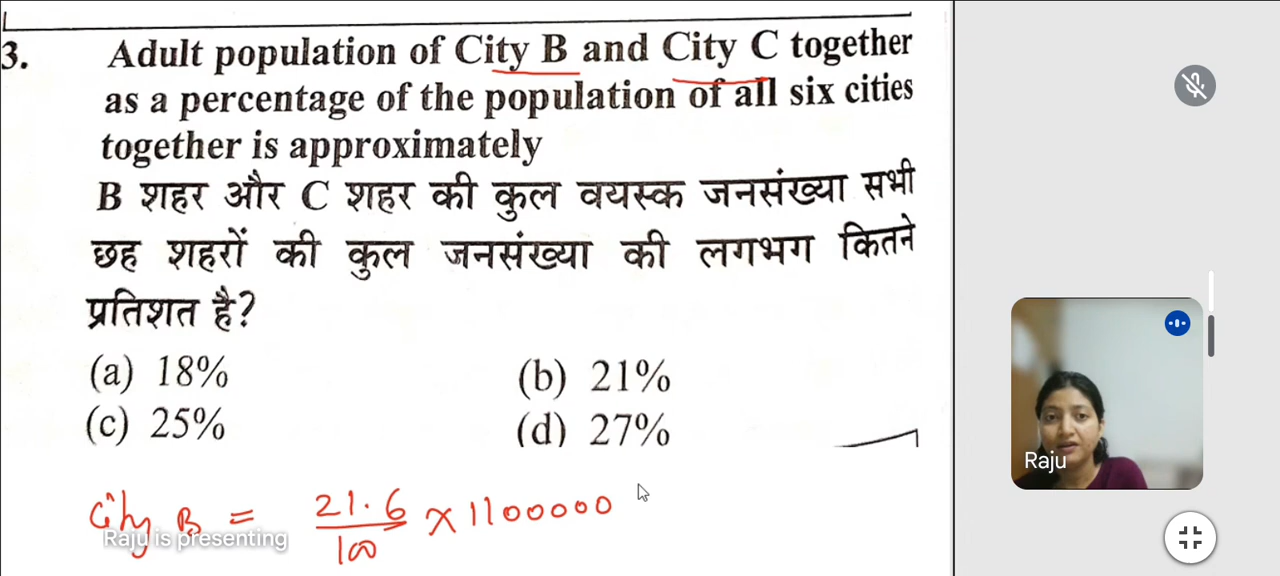 3. Adult population of City B and City C together
as a percentage of the population of all six cities
together is approximately
B शहर और C शहर की कुल वयस्क जनसंख्या सभी
छह शहरों की कुल जनसंख्या की लगभग कितने
प्रतिशत है?
(a) 18% (b) 21%
(c) 25% (d) 27%
City B = 21.6/100 × 1100000
Raju is presenting
Raju